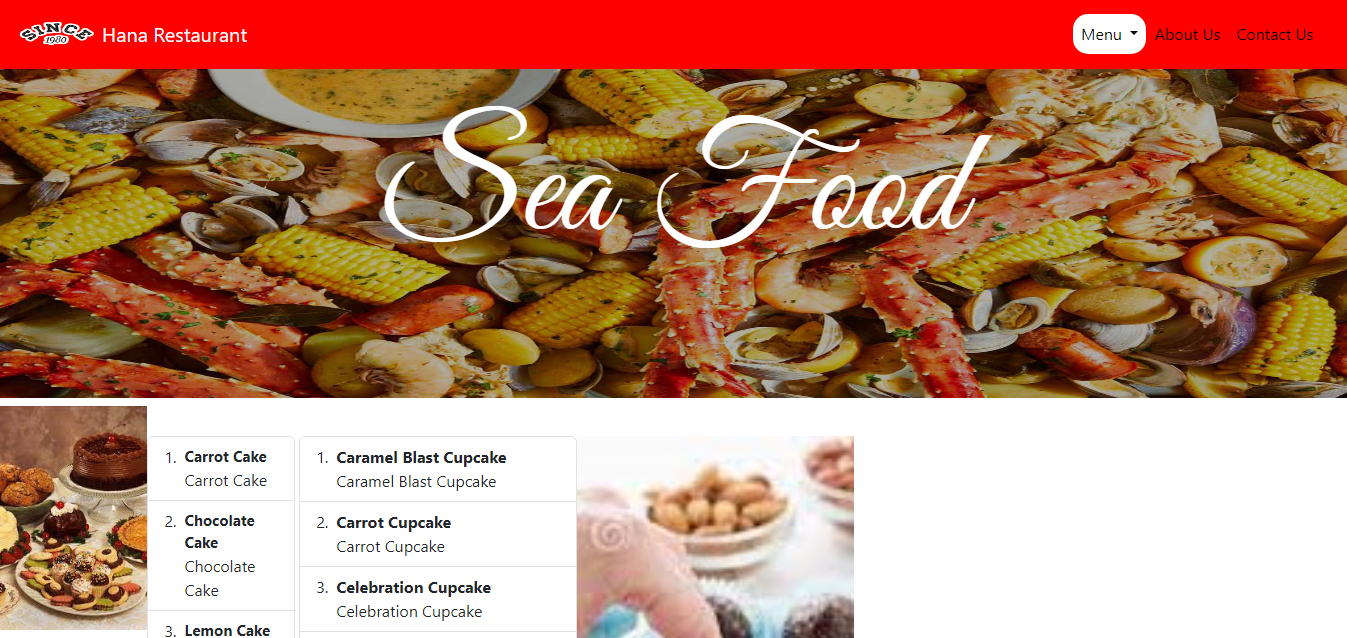 SINCE
1980
Hana Restaurant
Menu
About Us
Contact Us
Sea Food
1. Carrot Cake
Carrot Cake
2. Chocolate
Cake
Chocolate
Cake
3. Lemon Cake
1. Caramel Blast Cupcake
Caramel Blast Cupcake
2. Carrot Cupcake
Carrot Cupcake
3. Celebration Cupcake
Celebration Cupcake